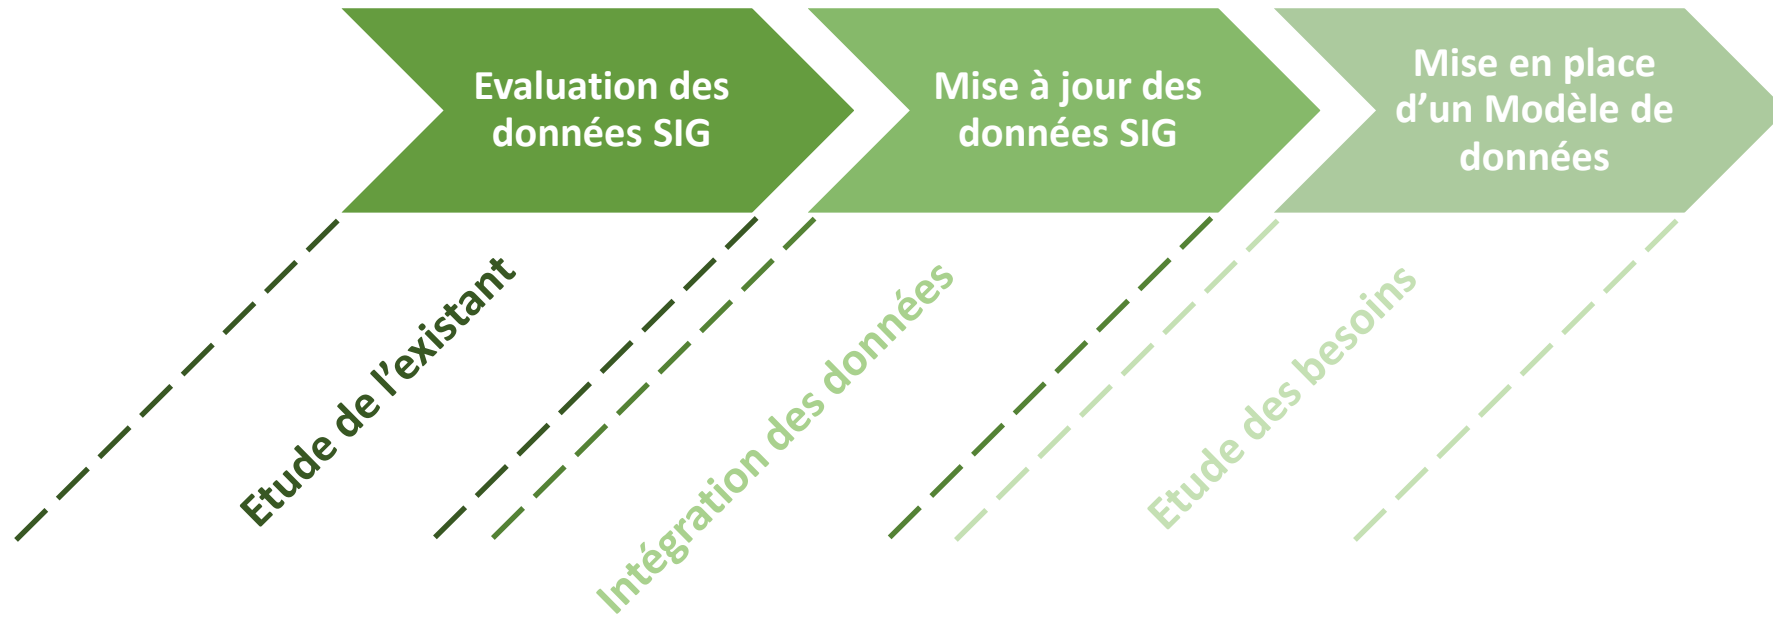 Evaluation des
données SIG
Mise à jour des
données SIG
Mise en place
d’un Modèle de
données
Etude de l’existant
Intégration des données
Etude des besoins